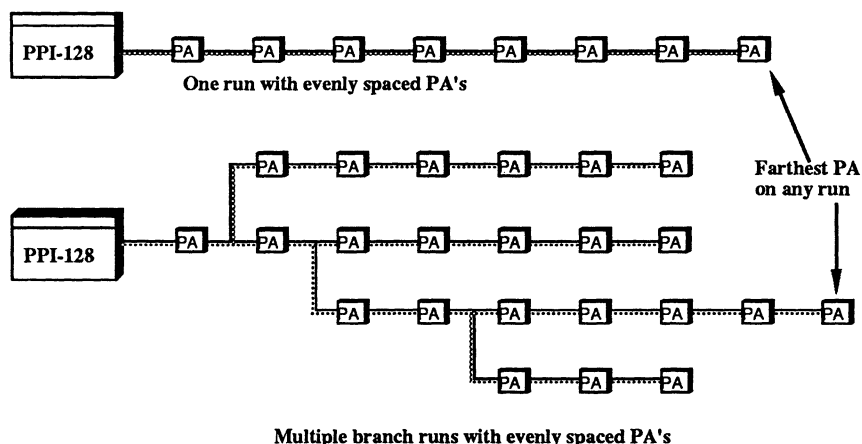 PPI-128 PA PA PA PA PA PA PA PA
One run with evenly spaced PA's
PA PA PA PA PA PA
Farthest PA
on any run
PPI-128 PA PA PA PA PA PA PA
PA PA PA PA PA PA PA
PA PA PA
Multiple branch runs with evenly spaced PA's